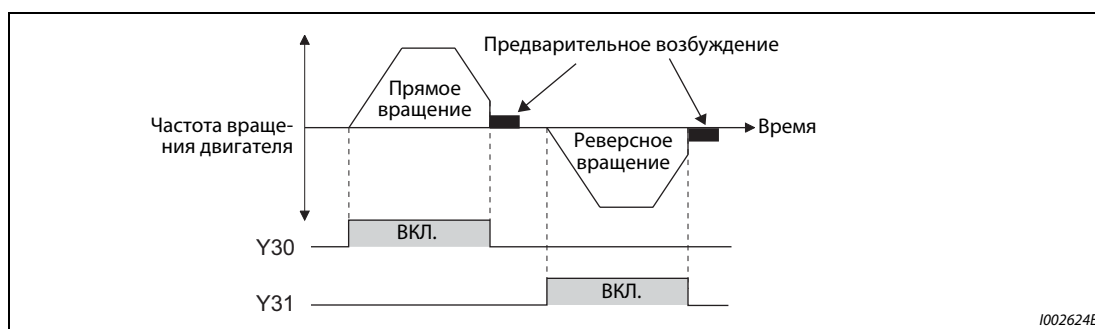 Предварительное возбуждение
Прямое
вращение
Частота враще-
ния двигателя
Время
Реверсное
вращение
ВКЛ.
Y30
ВКЛ.
Y31
I002624E